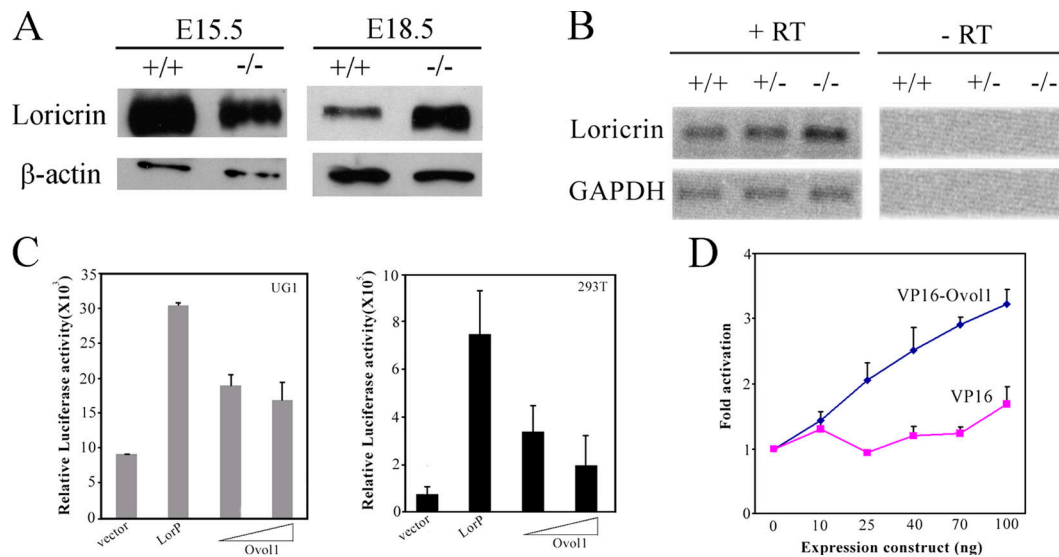 A
E15.5
E18.5
+/+
-/-
+/+
-/-
Loricrin
β-actin
B
+ RT
- RT
+/+
+/-
-/-
+/+
+/-
-/-
Loricrin
GAPDH
C
Relative Luciferase activity(X10³)
35
30
25
20
15
10
5
0
UG1
vector
LorP
Ovol1
Relative Luciferase activity(X10⁵)
10
8
6
4
2
0
293T
vector
LorP
Ovol1
D
Fold activation
4
3
2
1
0
VP16-Ovol1
VP16
0 10 25 40 70 100
Expression construct (ng)